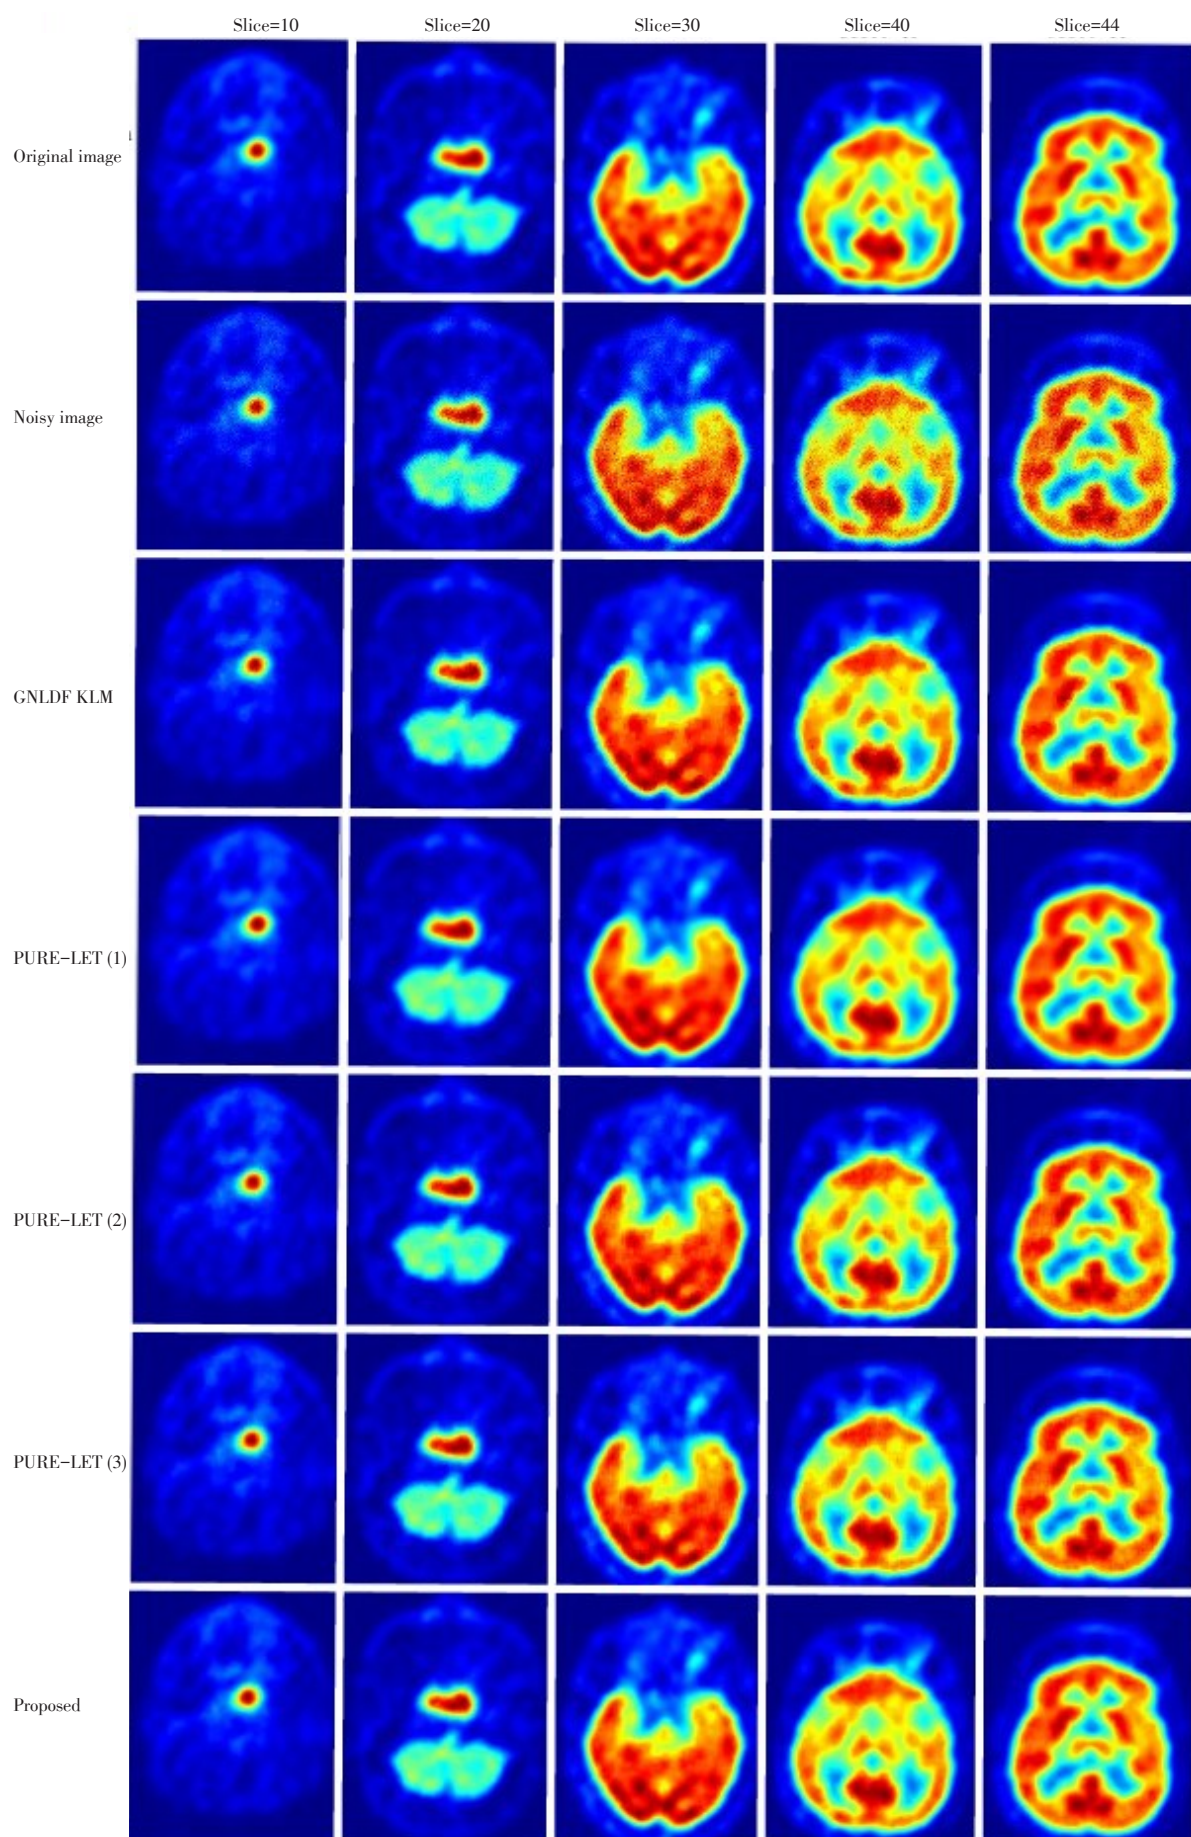 Slice=10 Slice=20 Slice=30 Slice=40 Slice=44
Original image
Noisy image
GNLDF KLM
PURE-LET (1)
PURE-LET (2)
PURE-LET (3)
Proposed